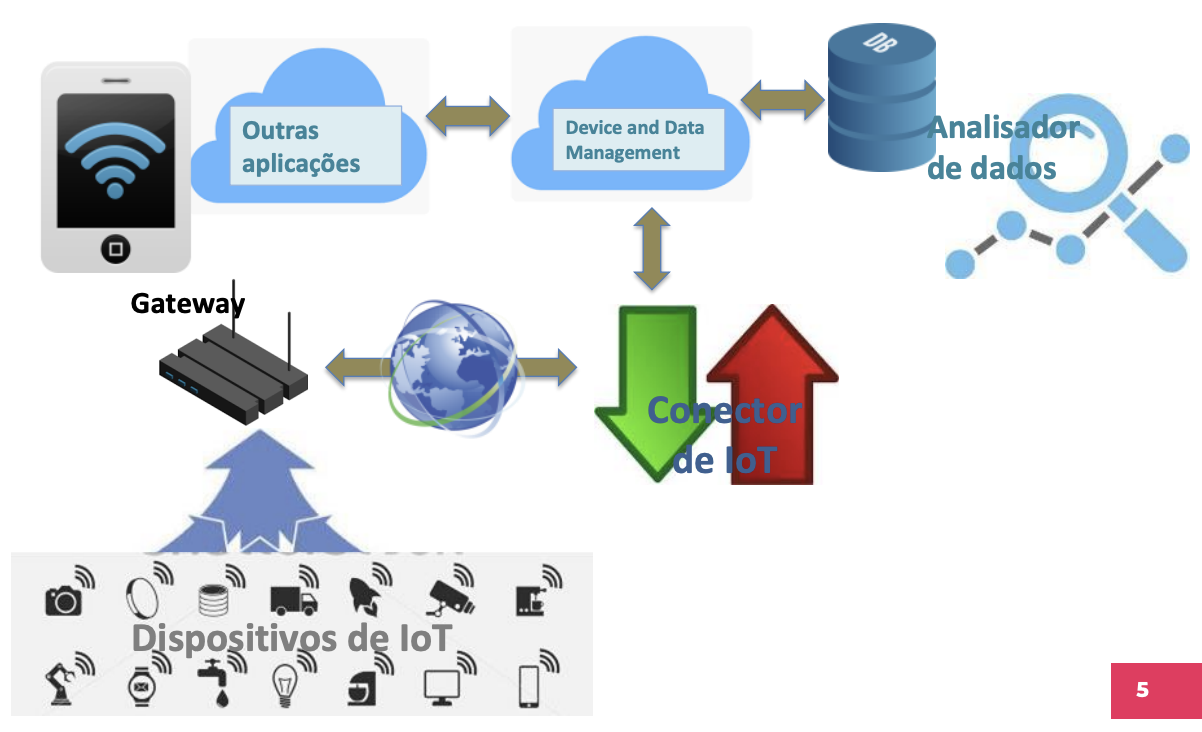 Outras
aplicações
Device and Data
Management
DB
Analisador
de dados
Gateway
Conector
de IoT
Dispositivos de IoT
5